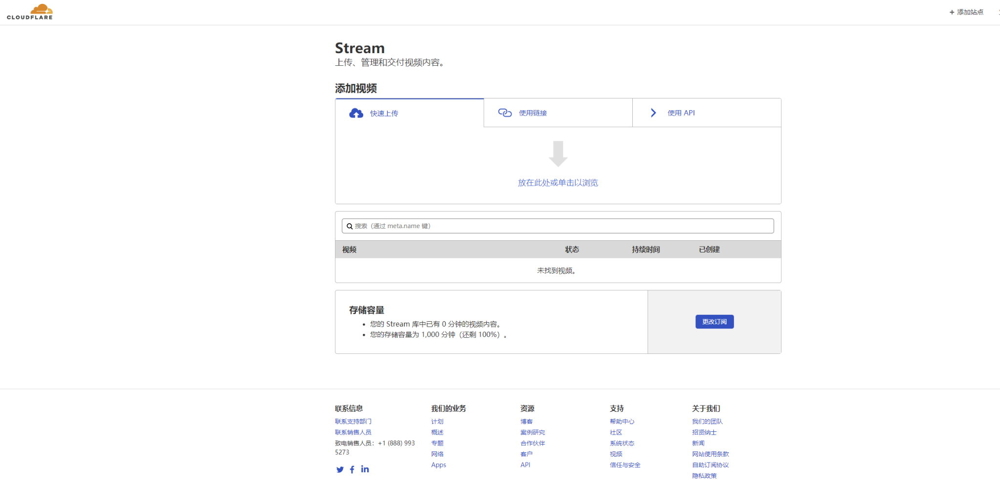 CLOUDFLARE
+ 添加站点
Stream
上传、管理和交付视频内容。
添加视频
快速上传
使用链接
使用 API
放在此处或单击以浏览
搜索（通过 meta.name 键）
视频 状态 持续时间 已创建
未找到视频。
存储容量
• 您的 Stream 库中已有 0 分钟的视频内容。
• 您的存储容量为 1,000 分钟（还剩 100%）。
更改订阅
联系信息
联系支持部门
联系销售人员
致电销售人员：+1 (888) 993
5273
我们的业务
计划
概述
专题
网络
Apps
资源
博客
案例研究
合作伙伴
客户
API
支持
帮助中心
社区
系统状态
视频
信任与安全
关于我们
我们的团队
招贤纳士
新闻
网站使用条款
自助订阅协议
隐私政策